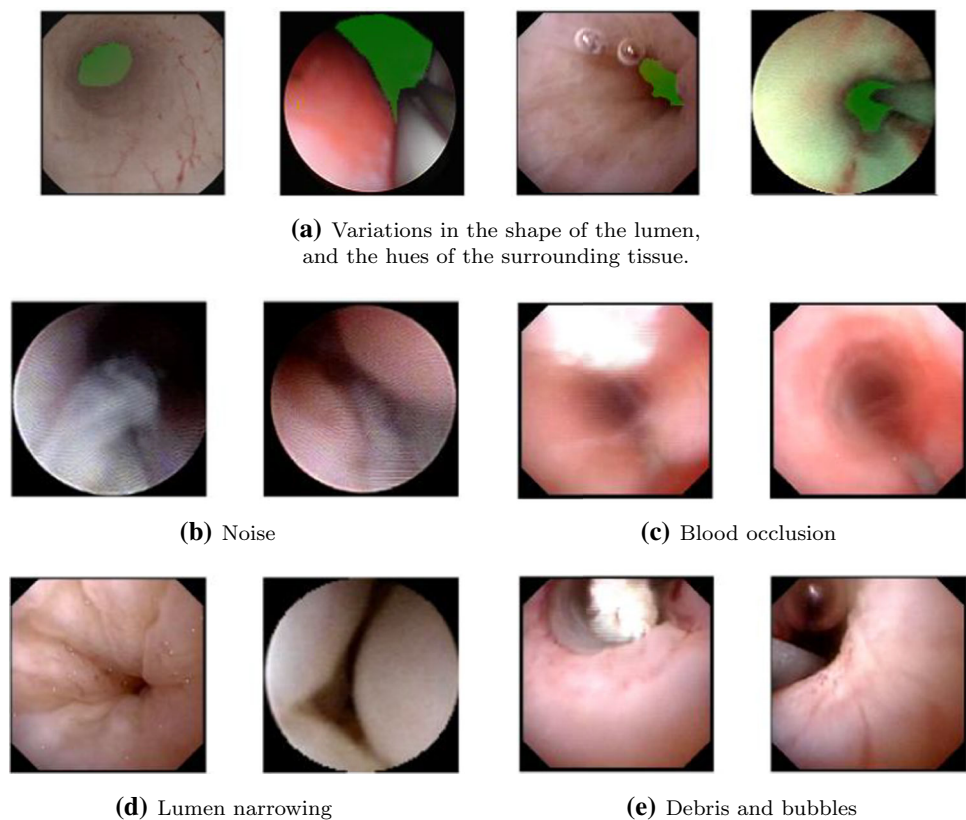 (a) Variations in the shape of the lumen,
and the hues of the surrounding tissue.
(b) Noise
(c) Blood occlusion
(d) Lumen narrowing
(e) Debris and bubbles